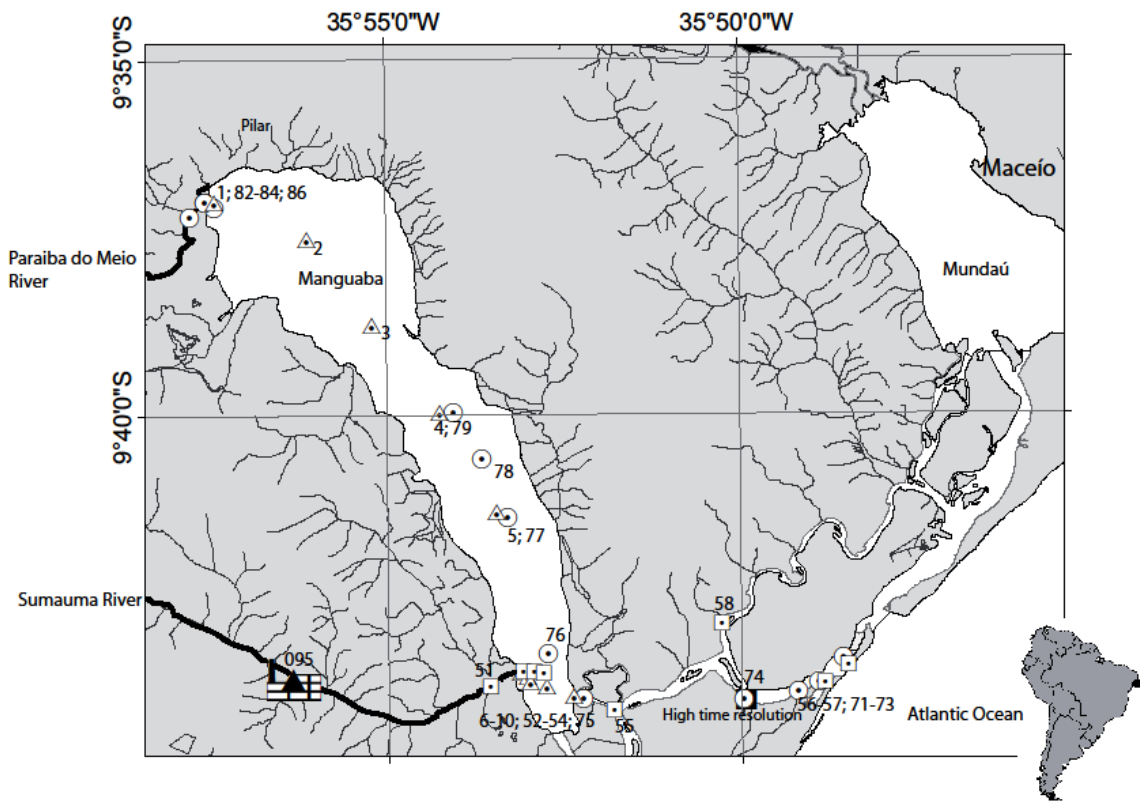 35°55'0"W
35°50'0"W
9°35'0"S
Pilar
Maceío
1; 82-84; 86
Paraiba do Meio
River
2
Manguaba
Mundaú
3
9°40'0"S
4; 79
78
5; 77
Sumauma River
58
76
095
51
74
6-10; 52-54; 75
55
High time resolution
56-57; 71-73
Atlantic Ocean